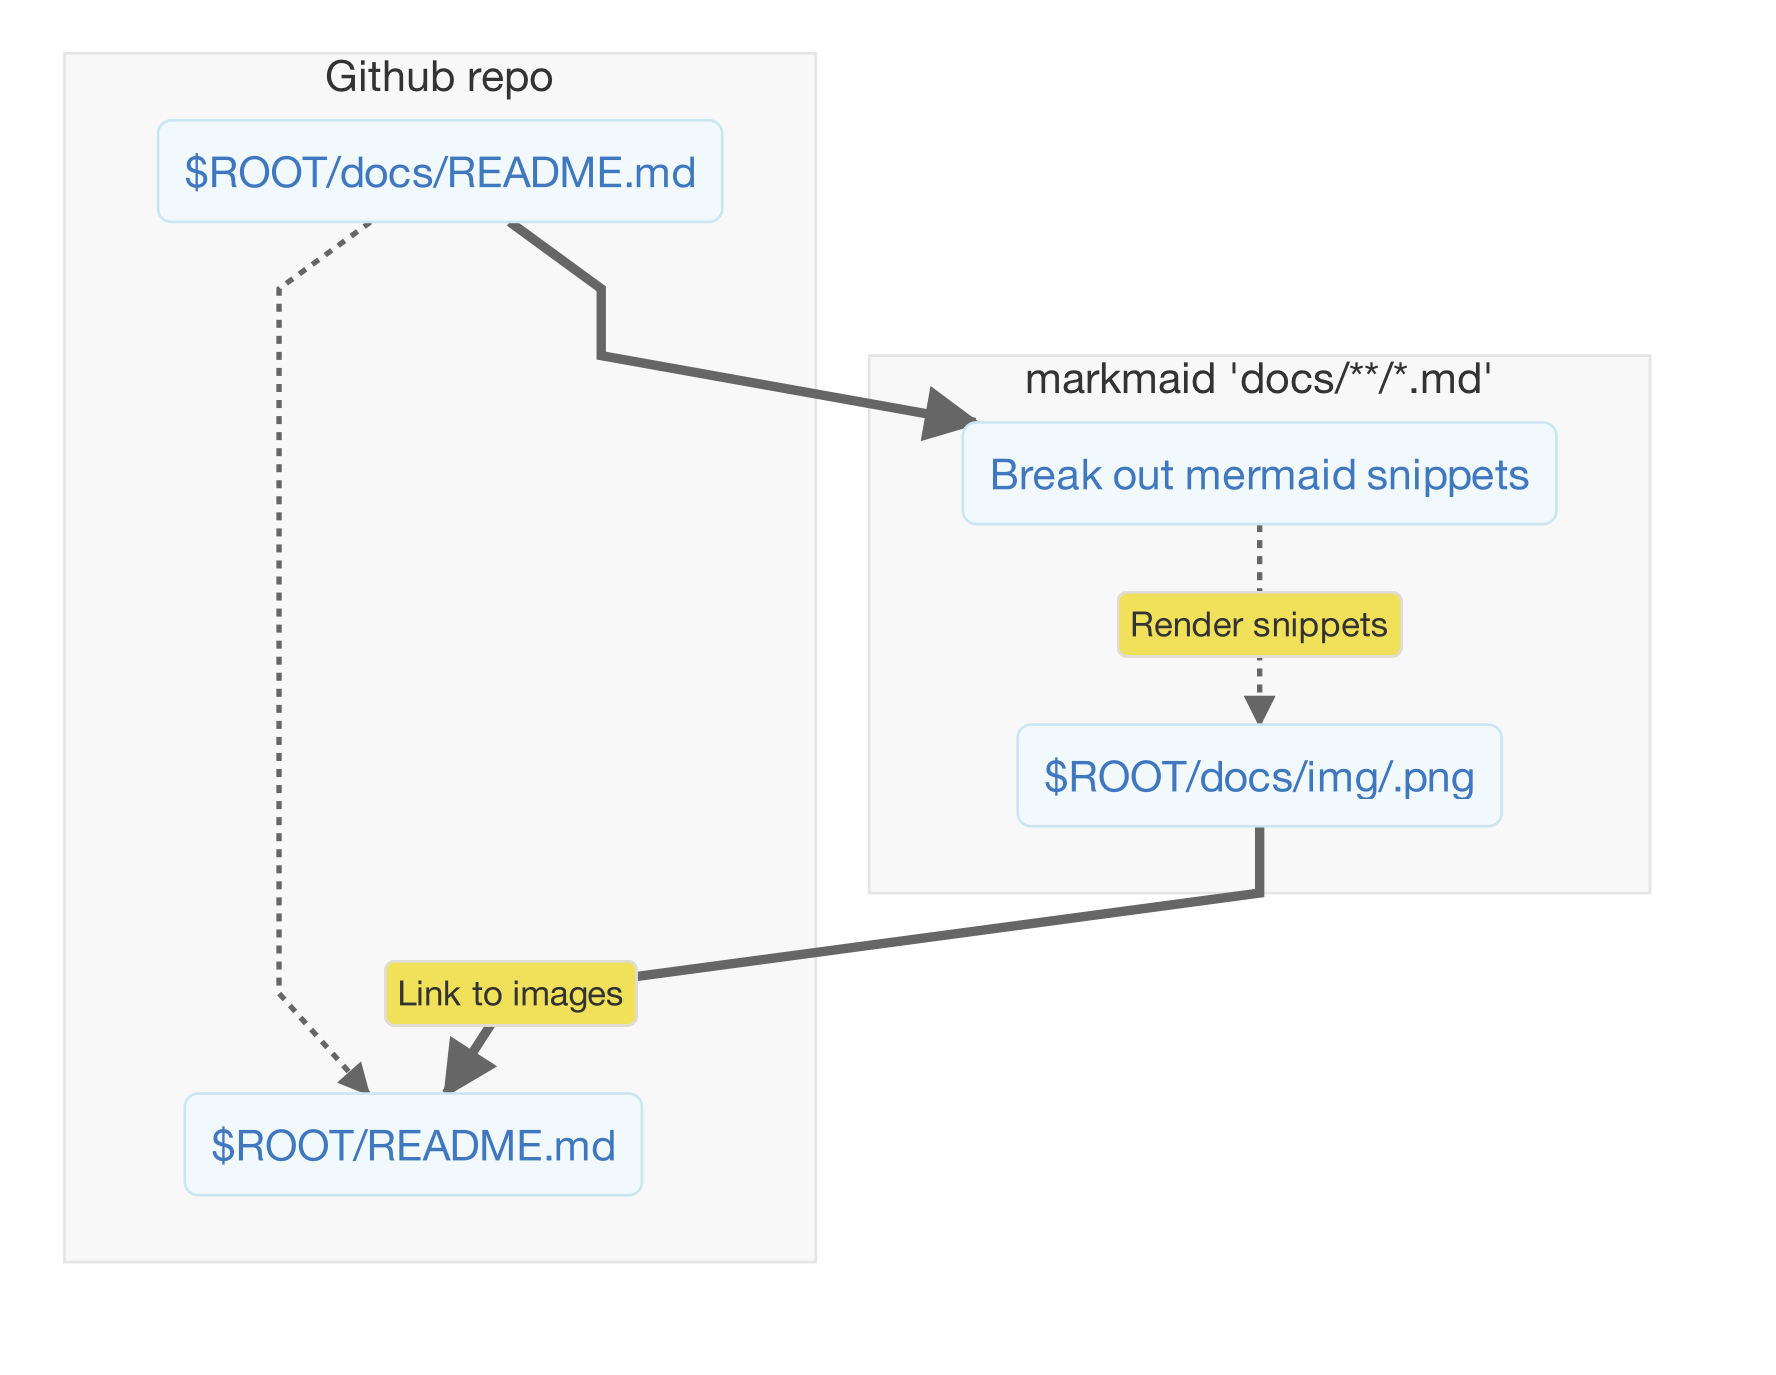 Github repo
$ROOT/docs/README.md
markmaid 'docs/**/*.md'
Break out mermaid snippets
Render snippets
$ROOT/docs/img/.png
Link to images
$ROOT/README.md